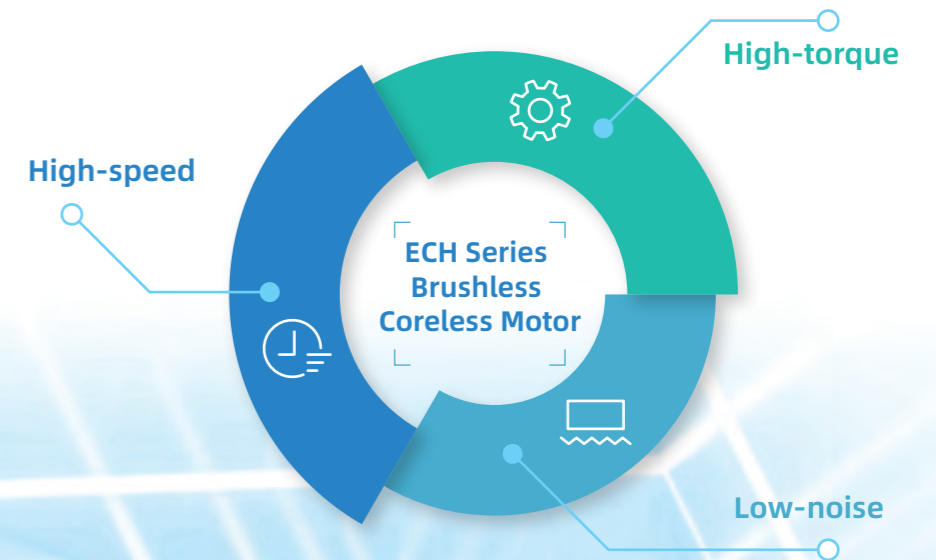 High-torque
High-speed
ECH Series
Brushless
Coreless Motor
Low-noise